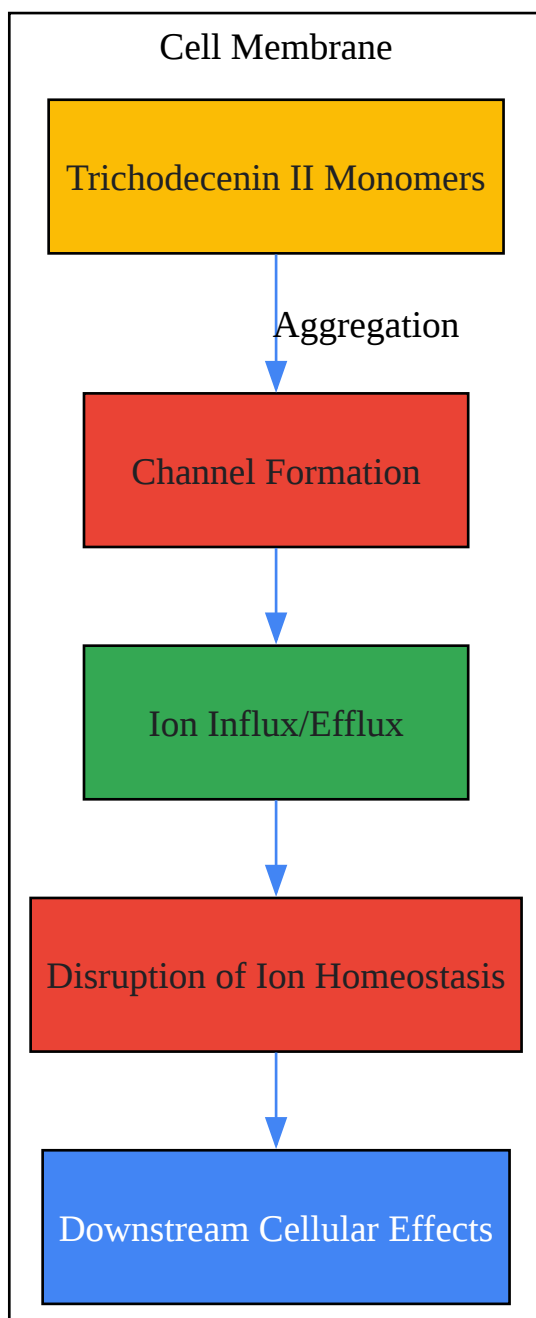 Cell Membrane
Trichodecenin II Monomers
Aggregation
Channel Formation
Ion Influx/Efflux
Disruption of Ion Homeostasis
Downstream Cellular Effects